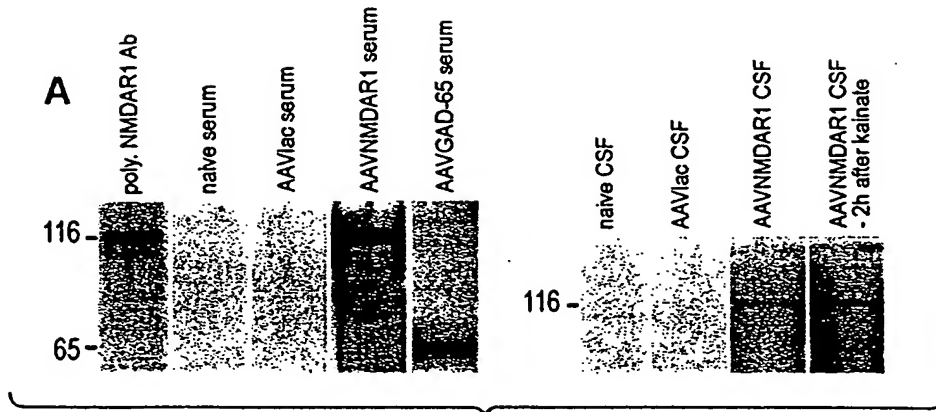 A
poly. NMDAR1 Ab
naive serum
AAVlac serum
AAVNMDAR1 serum
AAVGAD-65 serum
116
65
naive CSF
AAVlac CSF
AAVNMDAR1 CSF
AAVNMDAR1 CSF
- 2h after kainate
116